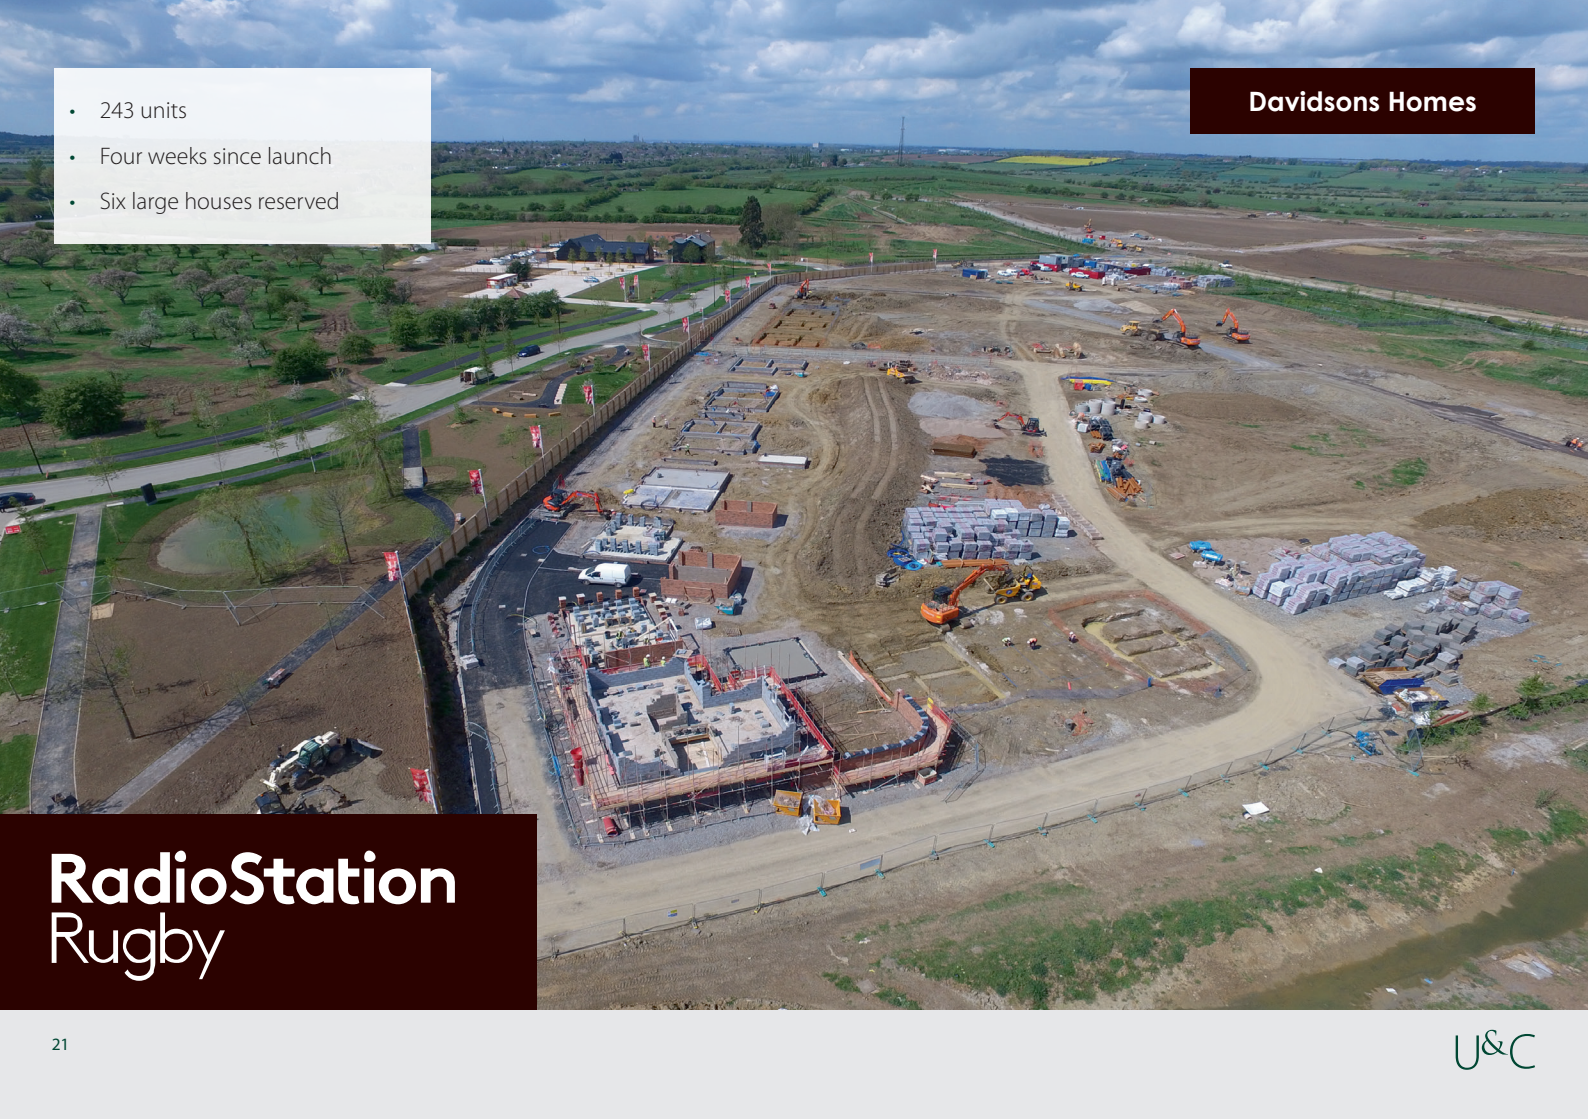 • 243 units
• Four weeks since launch
• Six large houses reserved
Davidsons Homes
RadioStation
Rugby
21
U&C